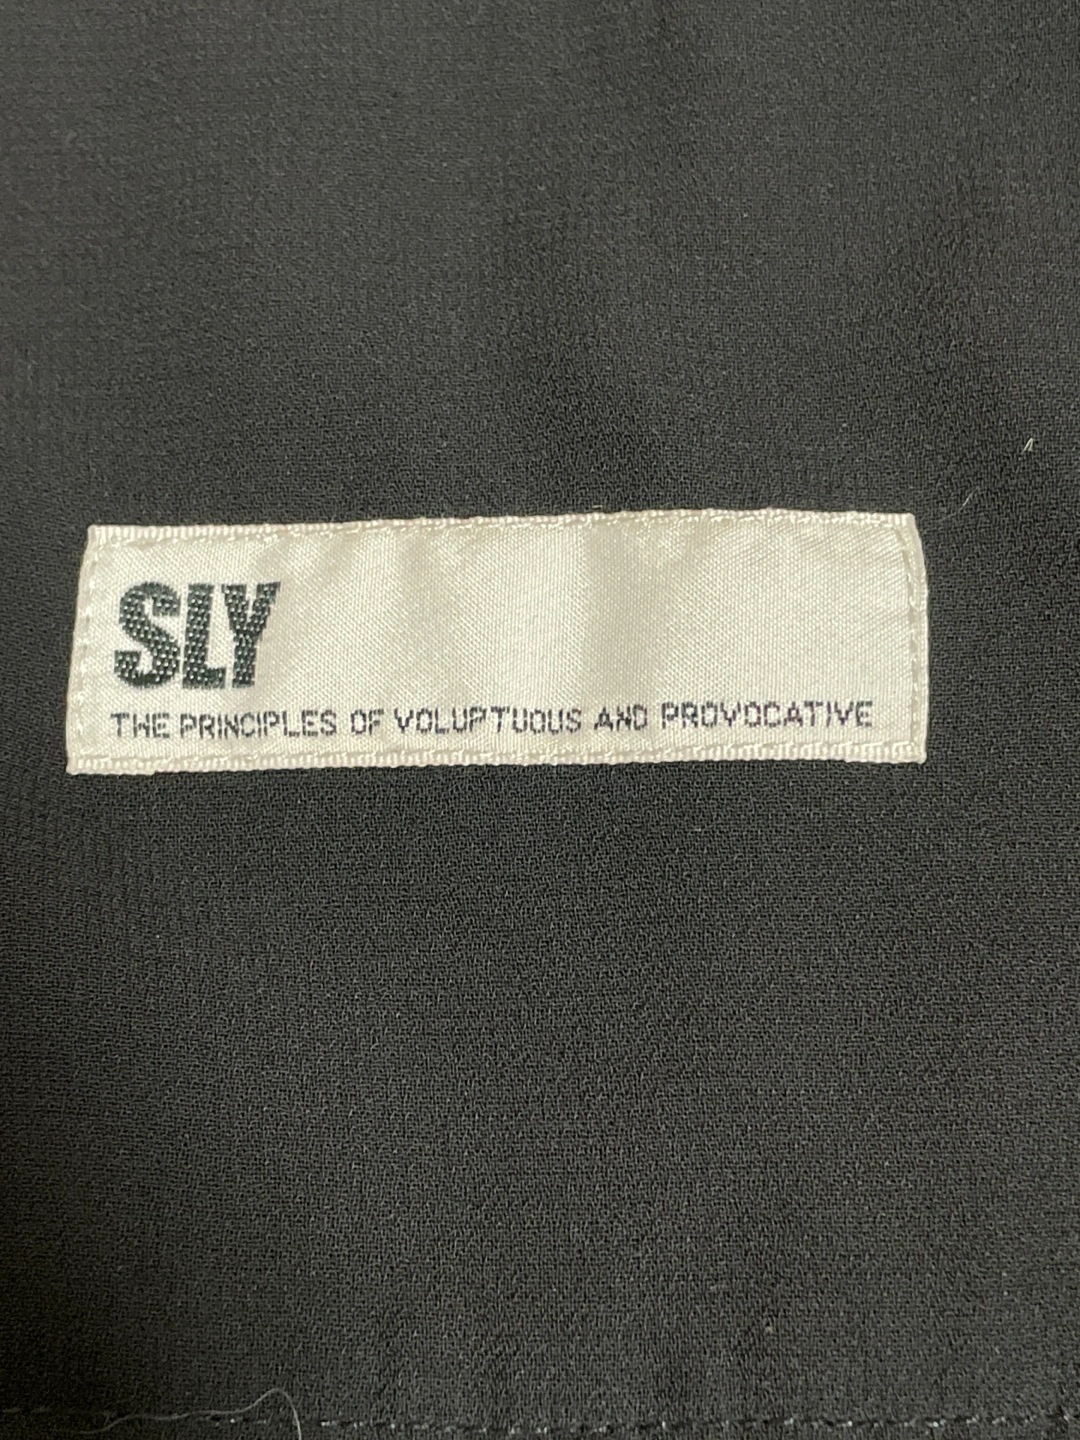 SLY
THE PRINCIPLES OF VOLUPTUOUS AND PROVOCATIVE